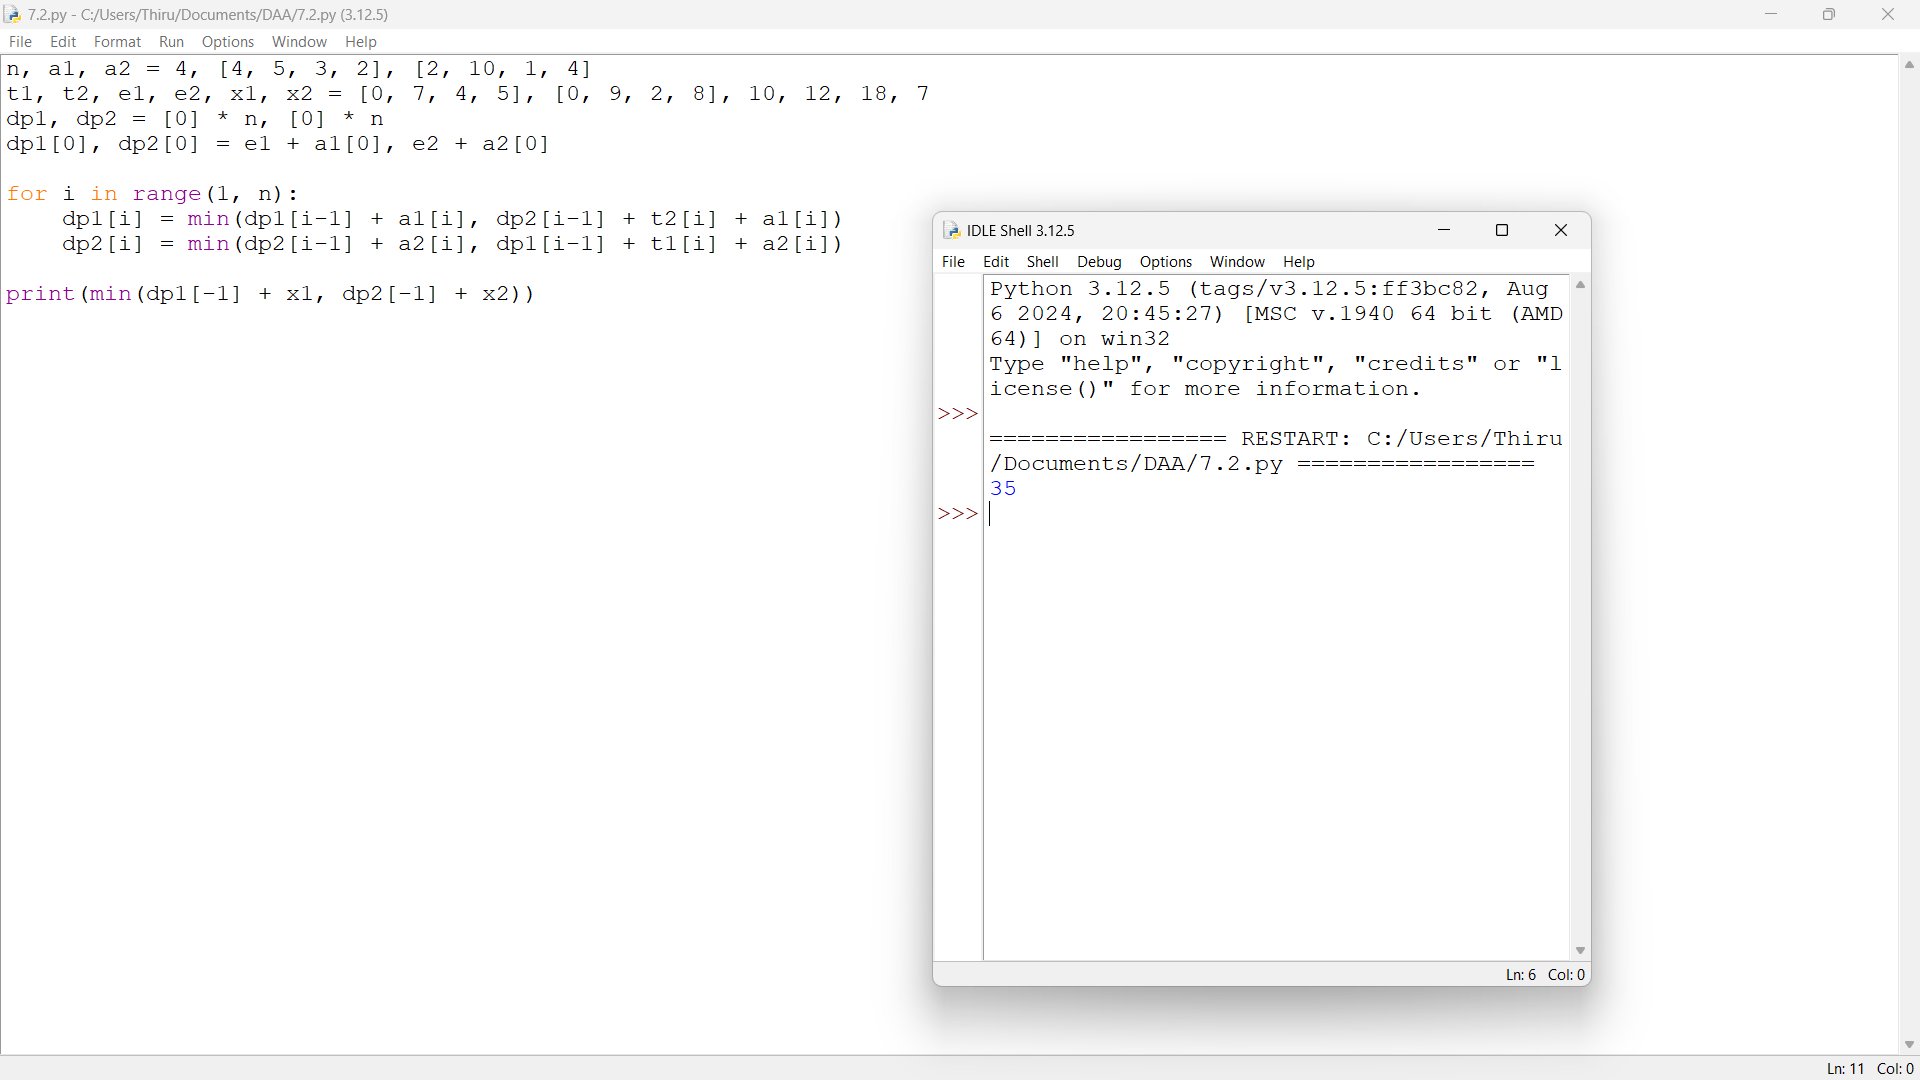 7.2.py - C:/Users/Thiru/Documents/DAA/7.2.py (3.12.5)
File Edit Format Run Options Window Help
n, a1, a2 = 4, [4, 5, 3, 2], [2, 10, 1, 4]
t1, t2, e1, e2, x1, x2 = [0, 7, 4, 5], [0, 9, 2, 8], 10, 12, 18, 7
dp1, dp2 = [0] * n, [0] * n
dp1[0], dp2[0] = e1 + a1[0], e2 + a2[0]
for i in range(1, n):
    dp1[i] = min(dp1[i-1] + a1[i], dp2[i-1] + t2[i] + a1[i])
    dp2[i] = min(dp2[i-1] + a2[i], dp1[i-1] + t1[i] + a2[i])
print(min(dp1[-1] + x1, dp2[-1] + x2))
IDLE Shell 3.12.5
File Edit Shell Debug Options Window Help
Python 3.12.5 (tags/v3.12.5:ff3bc82, Aug
6 2024, 20:45:27) [MSC v.1940 64 bit (AMD
64)] on win32
Type "help", "copyright", "credits" or "l
icense()" for more information.
>>>
================= RESTART: C:/Users/Thiru
/Documents/DAA/7.2.py =================
35
>>>
Ln: 6 Col: 0
Ln: 11 Col: 0